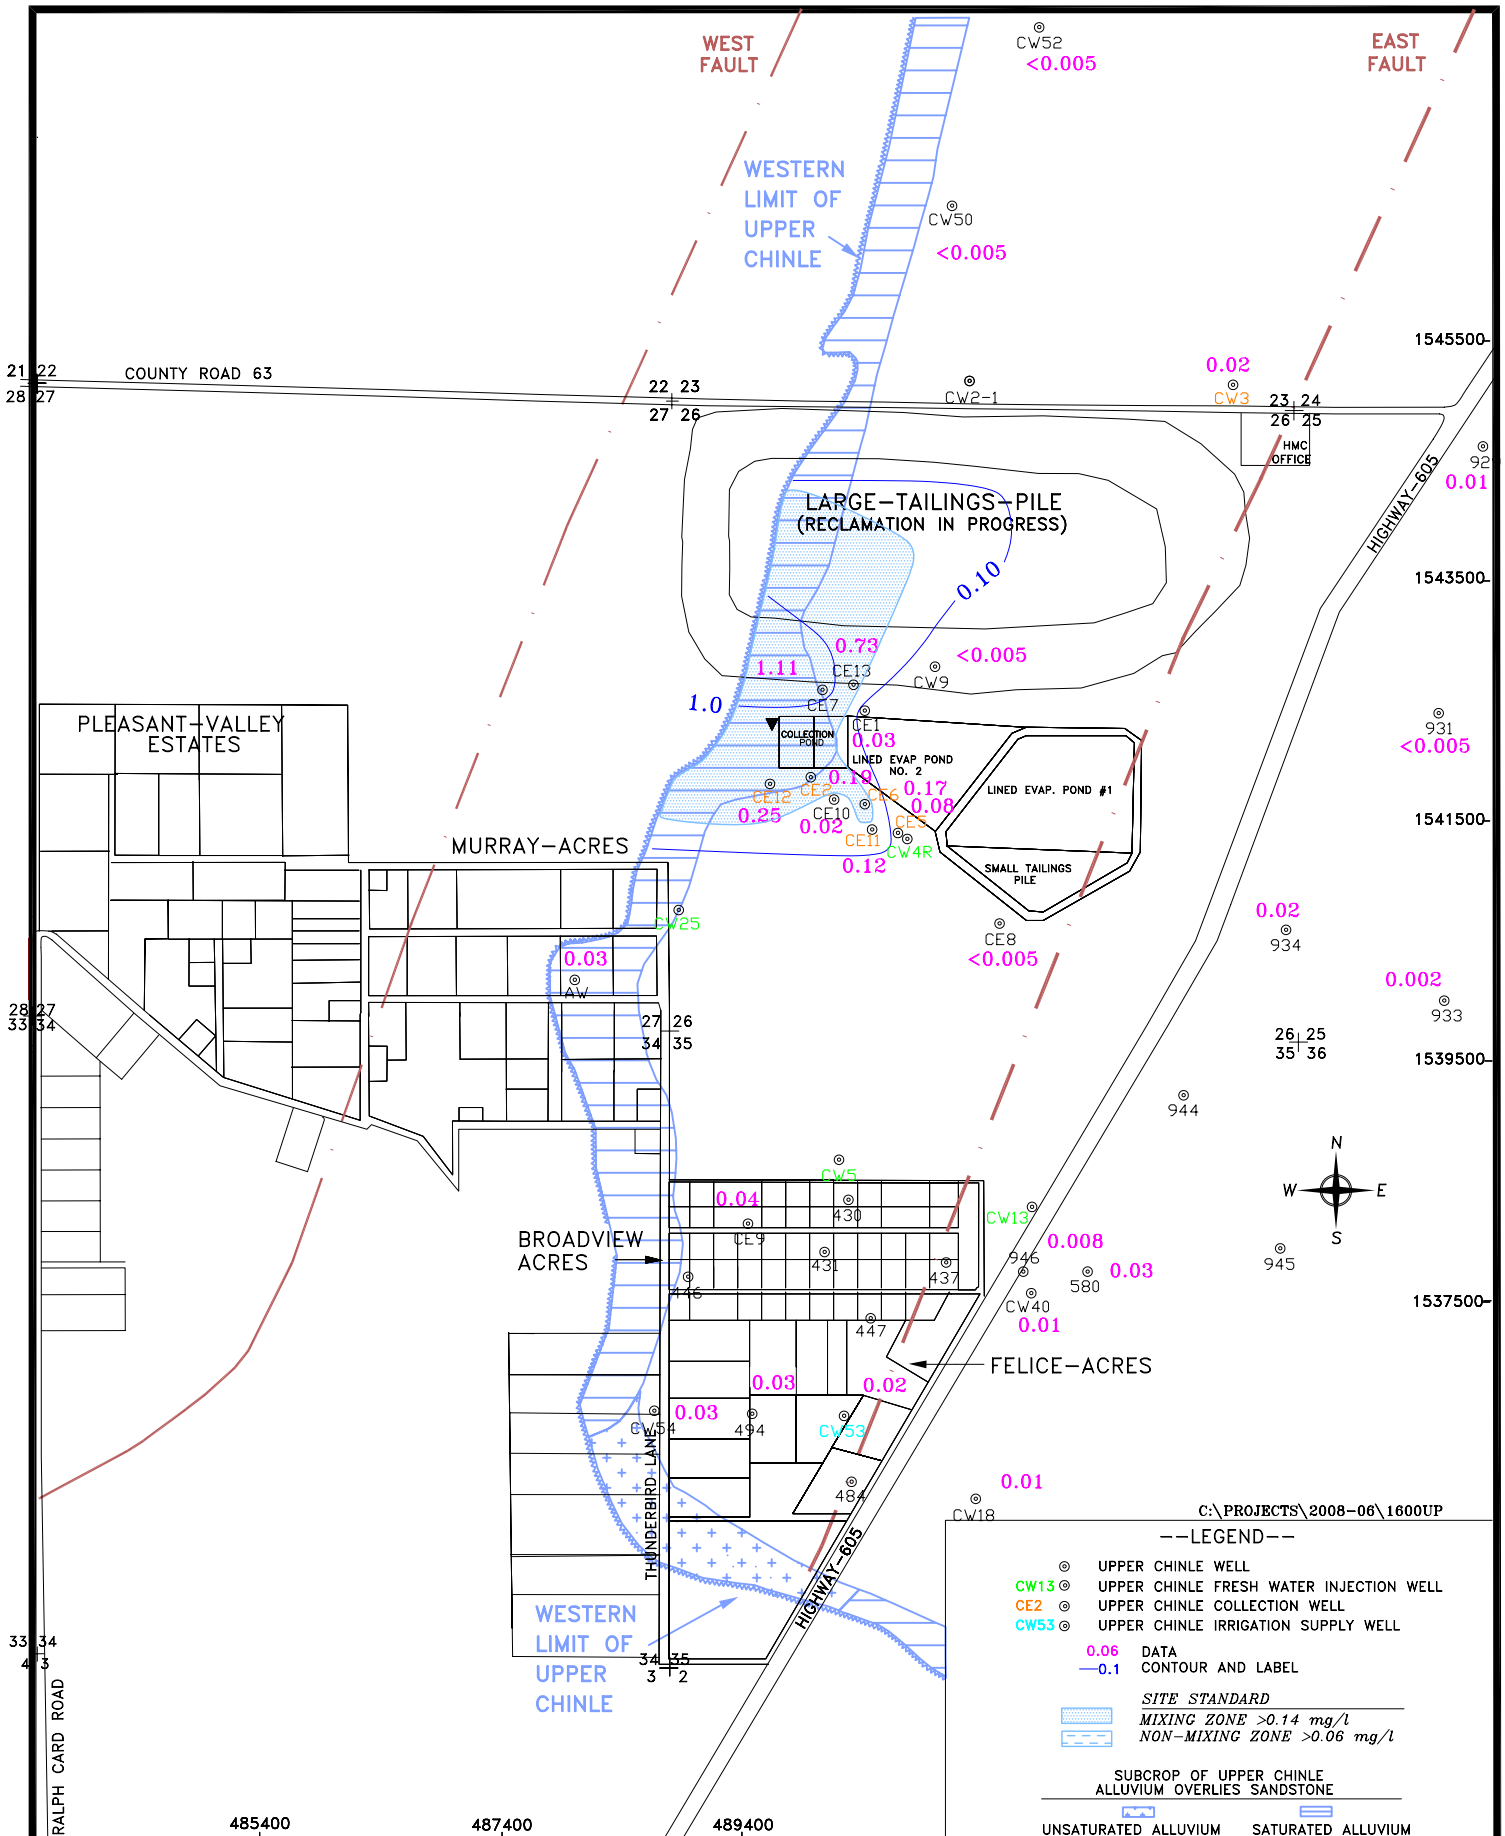 WEST
FAULT
EAST
FAULT
CW52
<0.005
WESTERN
LIMIT OF
UPPER
CHINLE
CW50
<0.005
1545500
21 22
28 27
COUNTY ROAD 63
22 23
27 26
CW2-1
0.02
CW3
23 24
26 25
HMC
OFFICE
HIGHWAY-605
92
0.01
LARGE-TAILINGS-PILE
(RECLAMATION IN PROGRESS)
1543500
0.10
0.73
1.11
CE13
<0.005
CW9
CE7
1.0
PLEASANT-VALLEY
ESTATES
COLLECTION
POND
CE1
0.03
931
<0.005
LINED EVAP POND
NO. 2
0.19
CE2
CE12
0.25
CE10
0.02
CE6
0.17
0.08
CE5
CE11
CW4R
0.12
LINED EVAP. POND #1
1541500
MURRAY-ACRES
SMALL TAILINGS
PILE
CW25
CE8
<0.005
0.02
934
0.03
AW
0.002
933
28 27
33 34
27 26
34 35
26 25
35 36
1539500
944
N
W E
S
CW5
0.04
430
CE9
CW13
0.008
BROADVIEW
ACRES
431
437
946
580
0.03
945
446
CW40
0.01
1537500
447
FELICE-ACRES
0.03
0.02
CW54
0.03
494
CW53
THUNDERBIRD LANE
484
0.01
CW18
HIGHWAY-605
WESTERN
LIMIT OF
UPPER
CHINLE
33 34
4 3
34 35
3 2
RALPH CARD ROAD
485400
487400
489400
C:\PROJECTS\2008-06\1600UP
--LEGEND--
UPPER CHINLE WELL
CW13 UPPER CHINLE FRESH WATER INJECTION WELL
CE2 UPPER CHINLE COLLECTION WELL
CW53 UPPER CHINLE IRRIGATION SUPPLY WELL
0.06 DATA
0.1 CONTOUR AND LABEL
SITE STANDARD
MIXING ZONE >0.14 mg/l
NON-MIXING ZONE >0.06 mg/l
SUBCROP OF UPPER CHINLE
ALLUVIUM OVERLIES SANDSTONE
UNSATURATED ALLUVIUM SATURATED ALLUVIUM